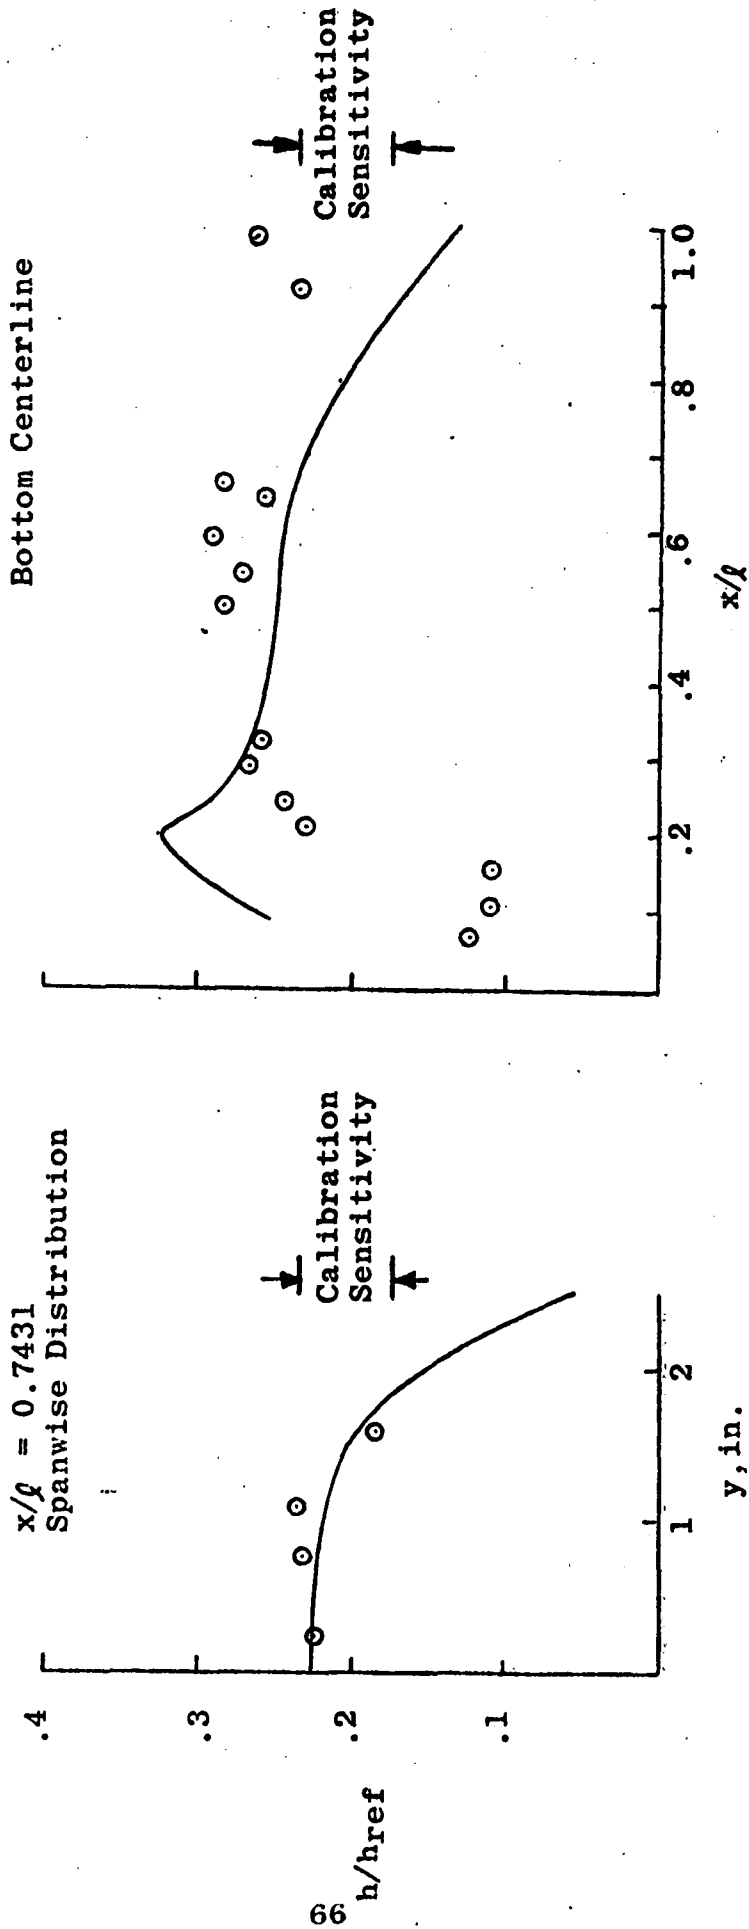 x/ℓ = 0.7431
Spanwise Distribution
Calibration
Sensitivity
.4
.3
.2
.1
h/href
1
2
y, in.
Bottom Centerline
Calibration
Sensitivity
.2
.4
.6
.8
1.0
x/ℓ
66